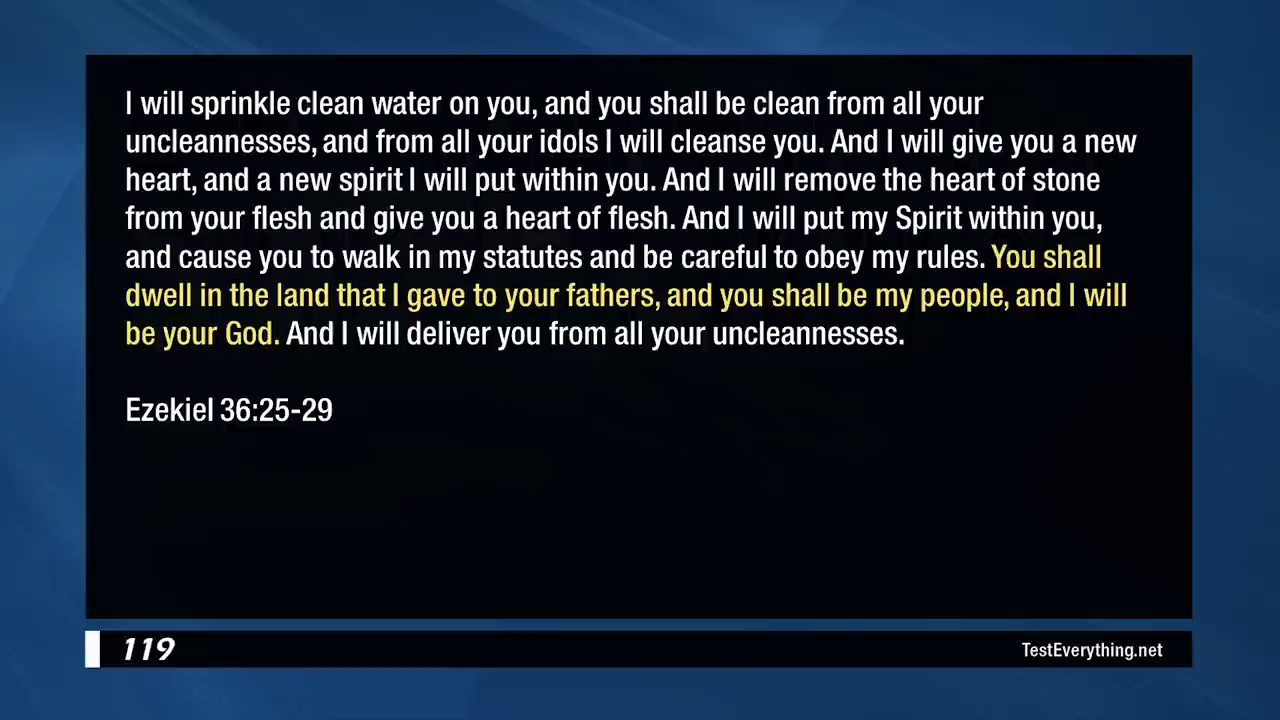 I will sprinkle clean water on you, and you shall be clean from all your
uncleannesses, and from all your idols I will cleanse you. And I will give you a new
heart, and a new spirit I will put within you. And I will remove the heart of stone
from your flesh and give you a heart of flesh. And I will put my Spirit within you,
and cause you to walk in my statutes and be careful to obey my rules. You shall
dwell in the land that I gave to your fathers, and you shall be my people, and I will
be your God. And I will deliver you from all your uncleannesses.
Ezekiel 36:25-29
119
TestEverything.net